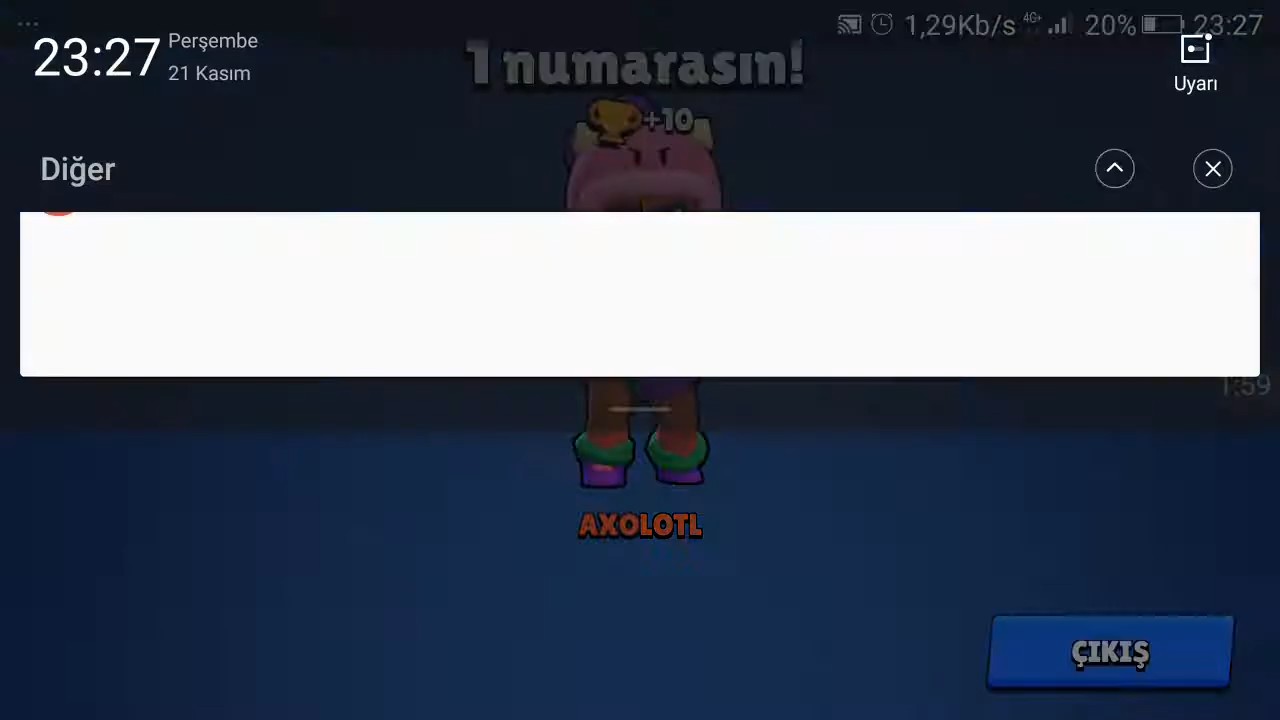 1,29Kb/s 4G+ 20% 23:27
23:27 Perşembe
21 Kasım
Uyarı
1 numarasın!
+10
Diğer
1:59
AXOLOTL
ÇIKIŞ